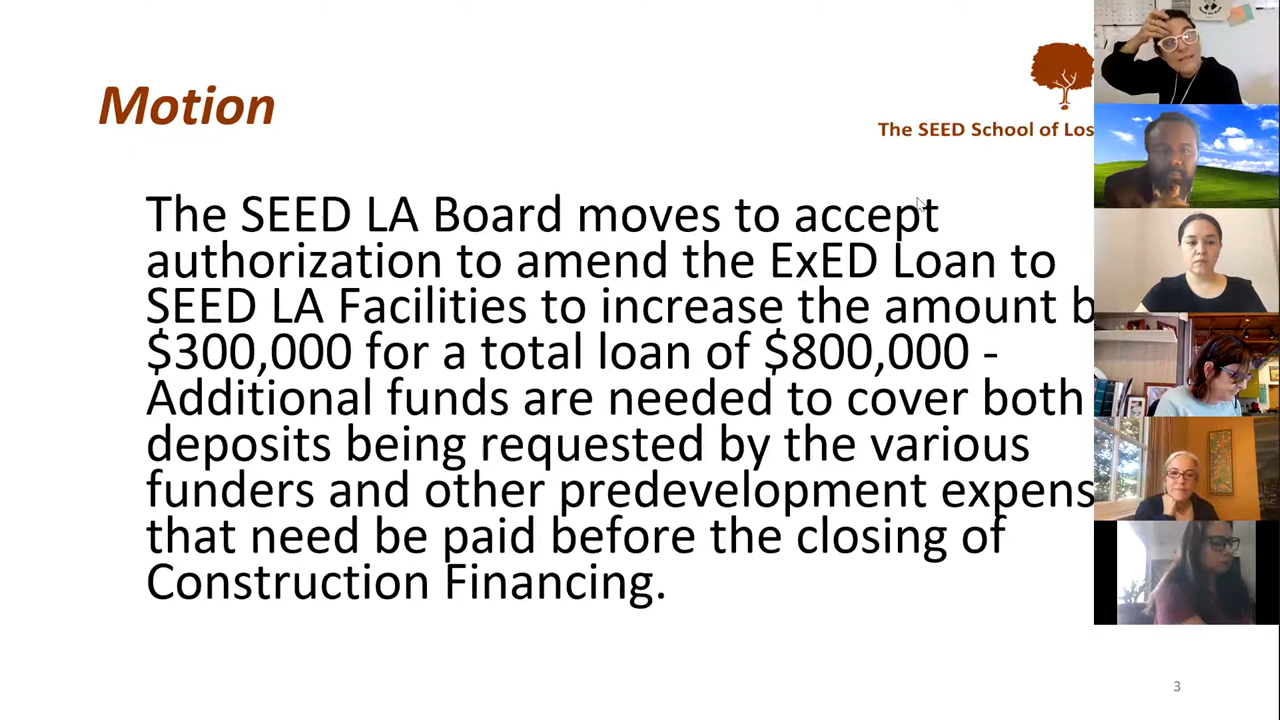 Motion
The SEED School of Los
The SEED LA Board moves to accept
authorization to amend the ExED Loan to
SEED LA Facilities to increase the amount b
$300,000 for a total loan of $800,000 -
Additional funds are needed to cover both
deposits being requested by the various
funders and other predevelopment expens
that need be paid before the closing of
Construction Financing.
3